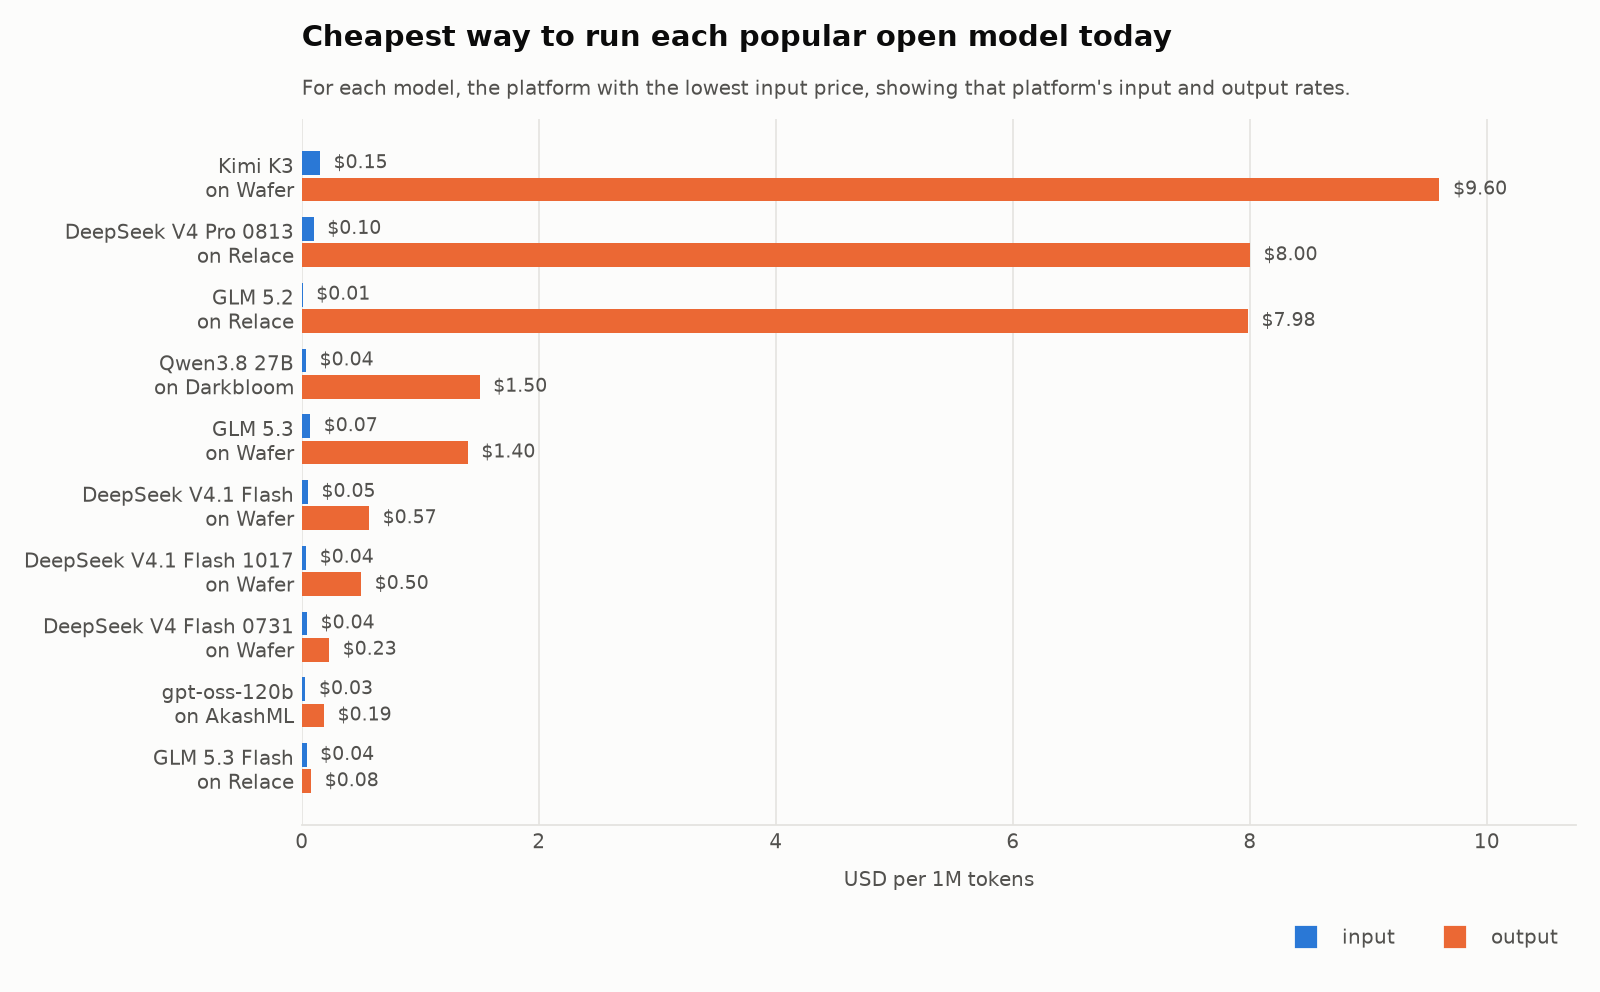 Cheapest way to run each popular open model today
For each model, the platform with the lowest input price, showing that platform's input and output rates.
Kimi K3
on Wafer
$0.15
$9.60
DeepSeek V4 Pro 0813
on Relace
$0.10
$8.00
GLM 5.2
on Relace
$0.01
$7.98
Qwen3.8 27B
on Darkbloom
$0.04
$1.50
GLM 5.3
on Wafer
$0.07
$1.40
DeepSeek V4.1 Flash
on Wafer
$0.05
$0.57
DeepSeek V4.1 Flash 1017
on Wafer
$0.04
$0.50
DeepSeek V4 Flash 0731
on Wafer
$0.04
$0.23
gpt-oss-120b
on AkashML
$0.03
$0.19
GLM 5.3 Flash
on Relace
$0.04
$0.08
0 2 4 6 8 10
USD per 1M tokens
input output